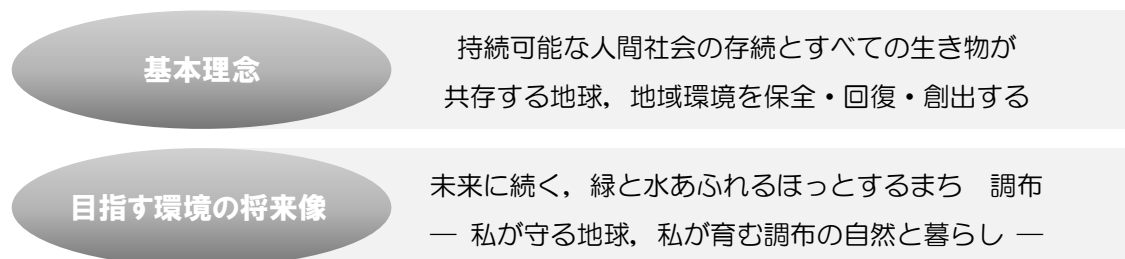 基本理念
持続可能な人間社会の存続とすべての生き物が
共存する地球，地域環境を保全・回復・創出する
目指す環境の将来像
未来に続く，緑と水あふれるほっとするまち　調布
― 私が守る地球，私が育む調布の自然と暮らし ―